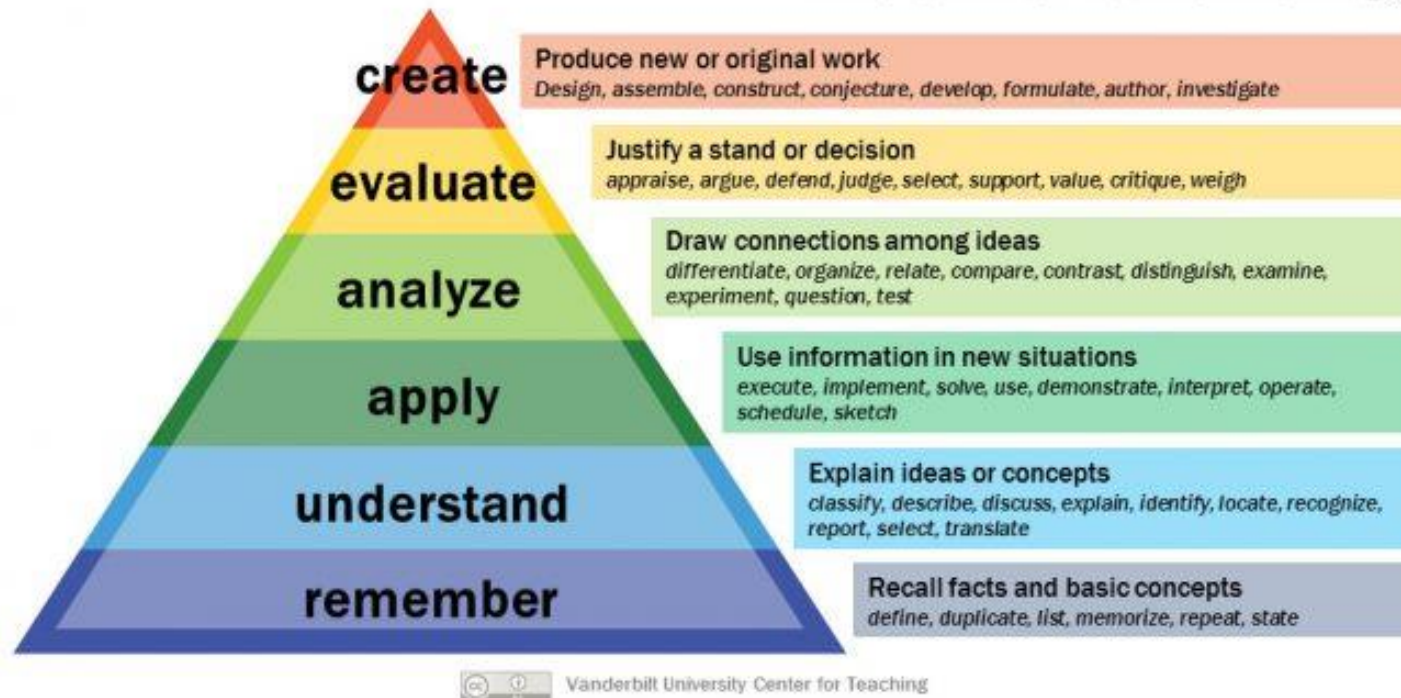 create
Produce new or original work
Design, assemble, construct, conjecture, develop, formulate, author, investigate
evaluate
Justify a stand or decision
appraise, argue, defend, judge, select, support, value, critique, weigh
analyze
Draw connections among ideas
differentiate, organize, relate, compare, contrast, distinguish, examine,
experiment, question, test
apply
Use information in new situations
execute, implement, solve, use, demonstrate, interpret, operate,
schedule, sketch
understand
Explain ideas or concepts
classify, describe, discuss, explain, identify, locate, recognize,
report, select, translate
remember
Recall facts and basic concepts
define, duplicate, list, memorize, repeat, state
cc
Vanderbilt University Center for Teaching